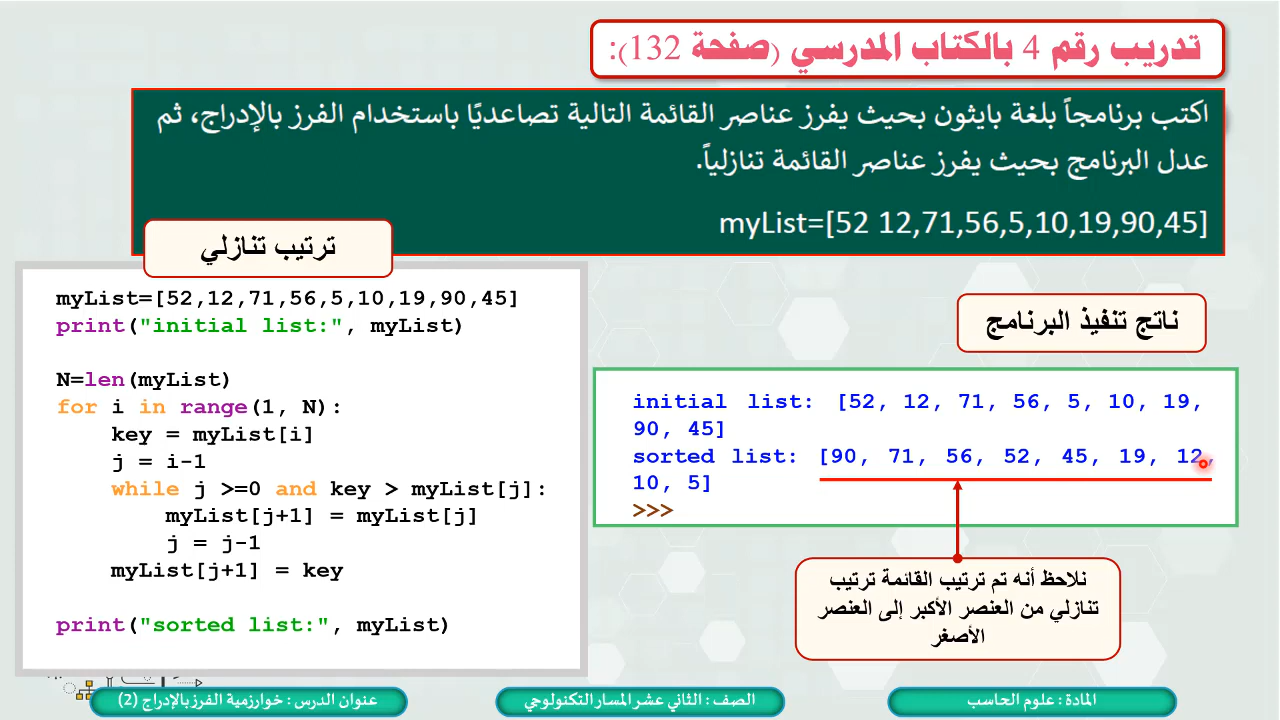 تدريب رقم 4 بالكتاب المدرسي (صفحة 132):
اكتب برنامجاً بلغة بايثون بحيث يفرز عناصر القائمة التالية تصاعديًا باستخدام الفرز بالإدراج، ثم
عدل البرنامج بحيث يفرز عناصر القائمة تنازلياً.
myList=[52 12,71,56,5,10,19,90,45]
ترتيب تنازلي
myList=[52,12,71,56,5,10,19,90,45]
print("initial list:", myList)
N=len(myList)
for i in range(1, N):
    key = myList[i]
    j = i-1
    while j >=0 and key > myList[j]:
        myList[j+1] = myList[j]
        j = j-1
    myList[j+1] = key
print("sorted list:", myList)
ناتج تنفيذ البرنامج
initial list: [52, 12, 71, 56, 5, 10, 19,
90, 45]
sorted list: [90, 71, 56, 52, 45, 19, 12,
10, 5]
>>>
نلاحظ أنه تم ترتيب القائمة ترتيب
تنازلي من العنصر الأكبر إلى العنصر
الأصغر
المادة : علوم الحاسب
الصف : الثاني عشر المسار التكنولوجي
عنوان الدرس : خوارزمية الفرز بالإدراج (2)